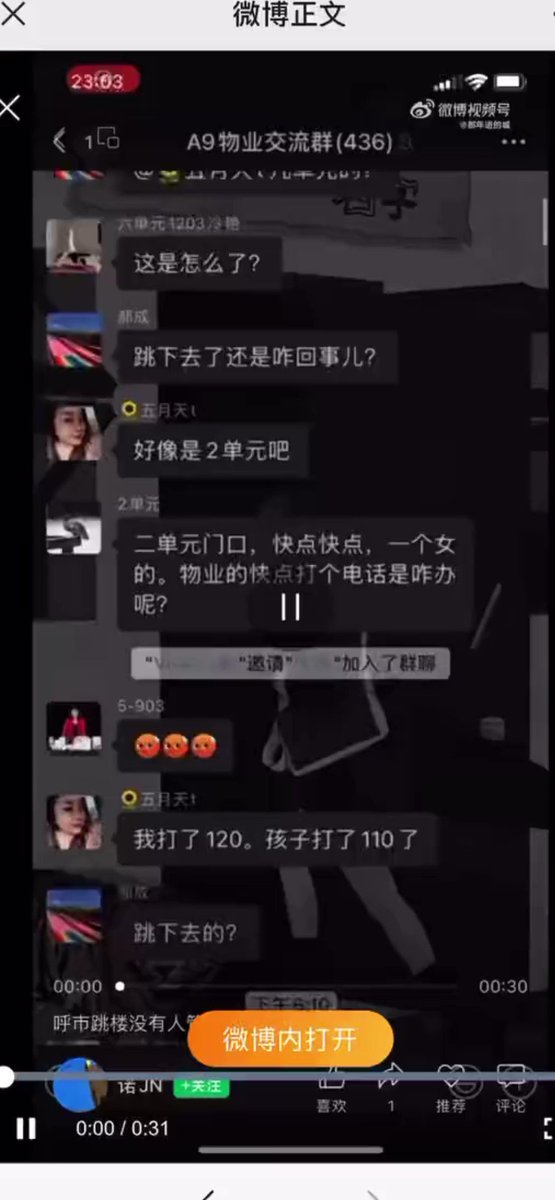 微博正文
23:03
微博视频号
1
A9物业交流群(436)
六单元1203冷艳
这是怎么了?
郝成
跳下去了还是咋回事儿?
五月天t
好像是2单元吧
2单元
二单元门口，快点快点，一个女
的。物业的快点打个电话是咋办
呢?
"邀请"
"加入了群聊
5-903
五月天t
我打了120。孩子打了110了
郝成
跳下去的?
00:00
00:30
下午6:10
呼市跳楼没有人
微博内打开
诺JN
+关注
喜欢
1
推荐
评论
0:00 / 0:31